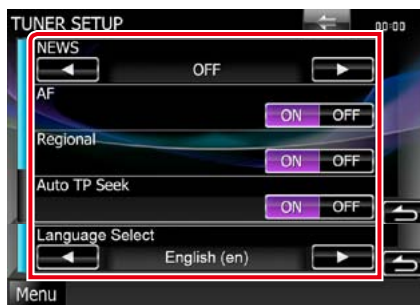 TUNER SETUP
00:00
NEWS
OFF
AF
ON OFF
Regional
ON OFF
Auto TP Seek
ON OFF
Language Select
English (en)
Menu